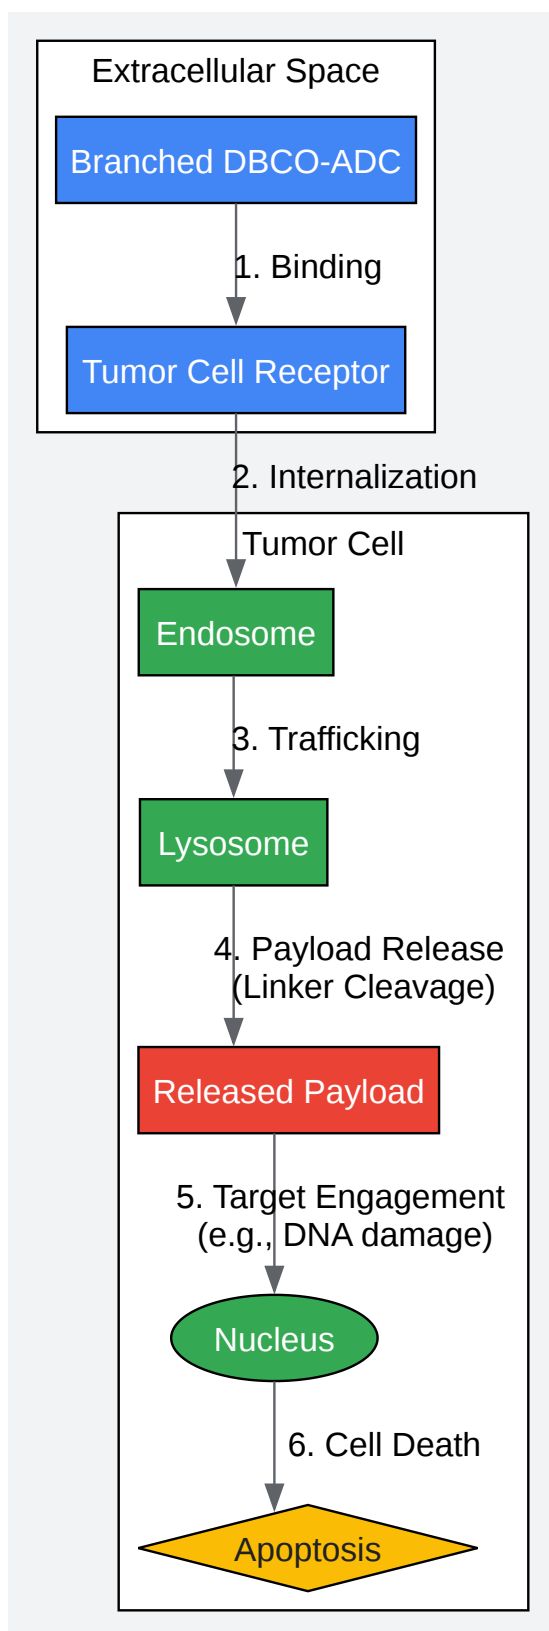 Extracellular Space
Branched DBCO-ADC
1. Binding
Tumor Cell Receptor
2. Internalization
Tumor Cell
Endosome
3. Trafficking
Lysosome
4. Payload Release
(Linker Cleavage)
Released Payload
5. Target Engagement
(e.g., DNA damage)
Nucleus
6. Cell Death
Apoptosis